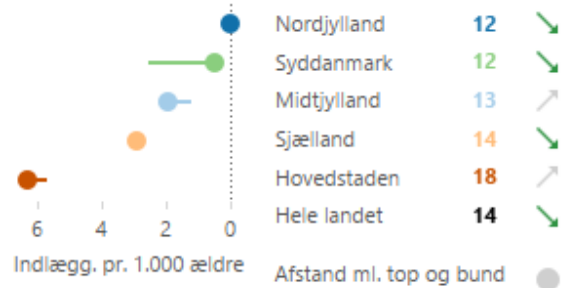 Nordjylland 12
Syddanmark 12
Midtjylland 13
Sjælland 14
Hovedstaden 18
Hele landet 14
6 4 2 0
Indlægg. pr. 1.000 ældre
Afstand ml. top og bund